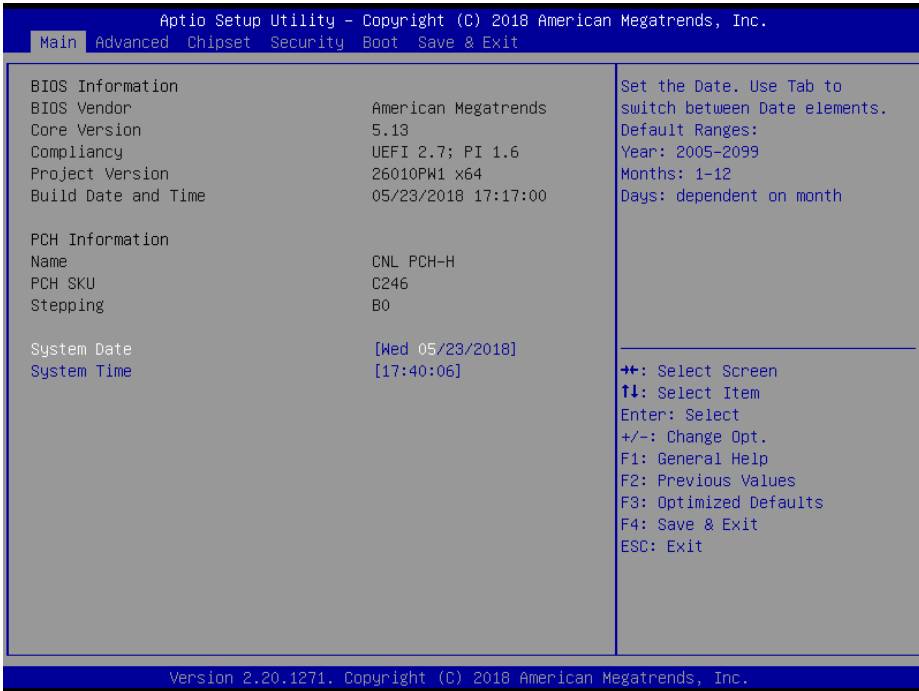 Aptio Setup Utility – Copyright (C) 2018 American Megatrends, Inc.
Main Advanced Chipset Security Boot Save & Exit
BIOS Information
BIOS Vendor American Megatrends
Core Version 5.13
Compliancy UEFI 2.7; PI 1.6
Project Version 26010PW1 x64
Build Date and Time 05/23/2018 17:17:00
PCH Information
Name CNL PCH-H
PCH SKU C246
Stepping B0
System Date [Wed 05/23/2018]
System Time [17:40:06]
Set the Date. Use Tab to
switch between Date elements.
Default Ranges:
Year: 2005-2099
Months: 1-12
Days: dependent on month
→←: Select Screen
↑↓: Select Item
Enter: Select
+/-: Change Opt.
F1: General Help
F2: Previous Values
F3: Optimized Defaults
F4: Save & Exit
ESC: Exit
Version 2.20.1271. Copyright (C) 2018 American Megatrends, Inc.